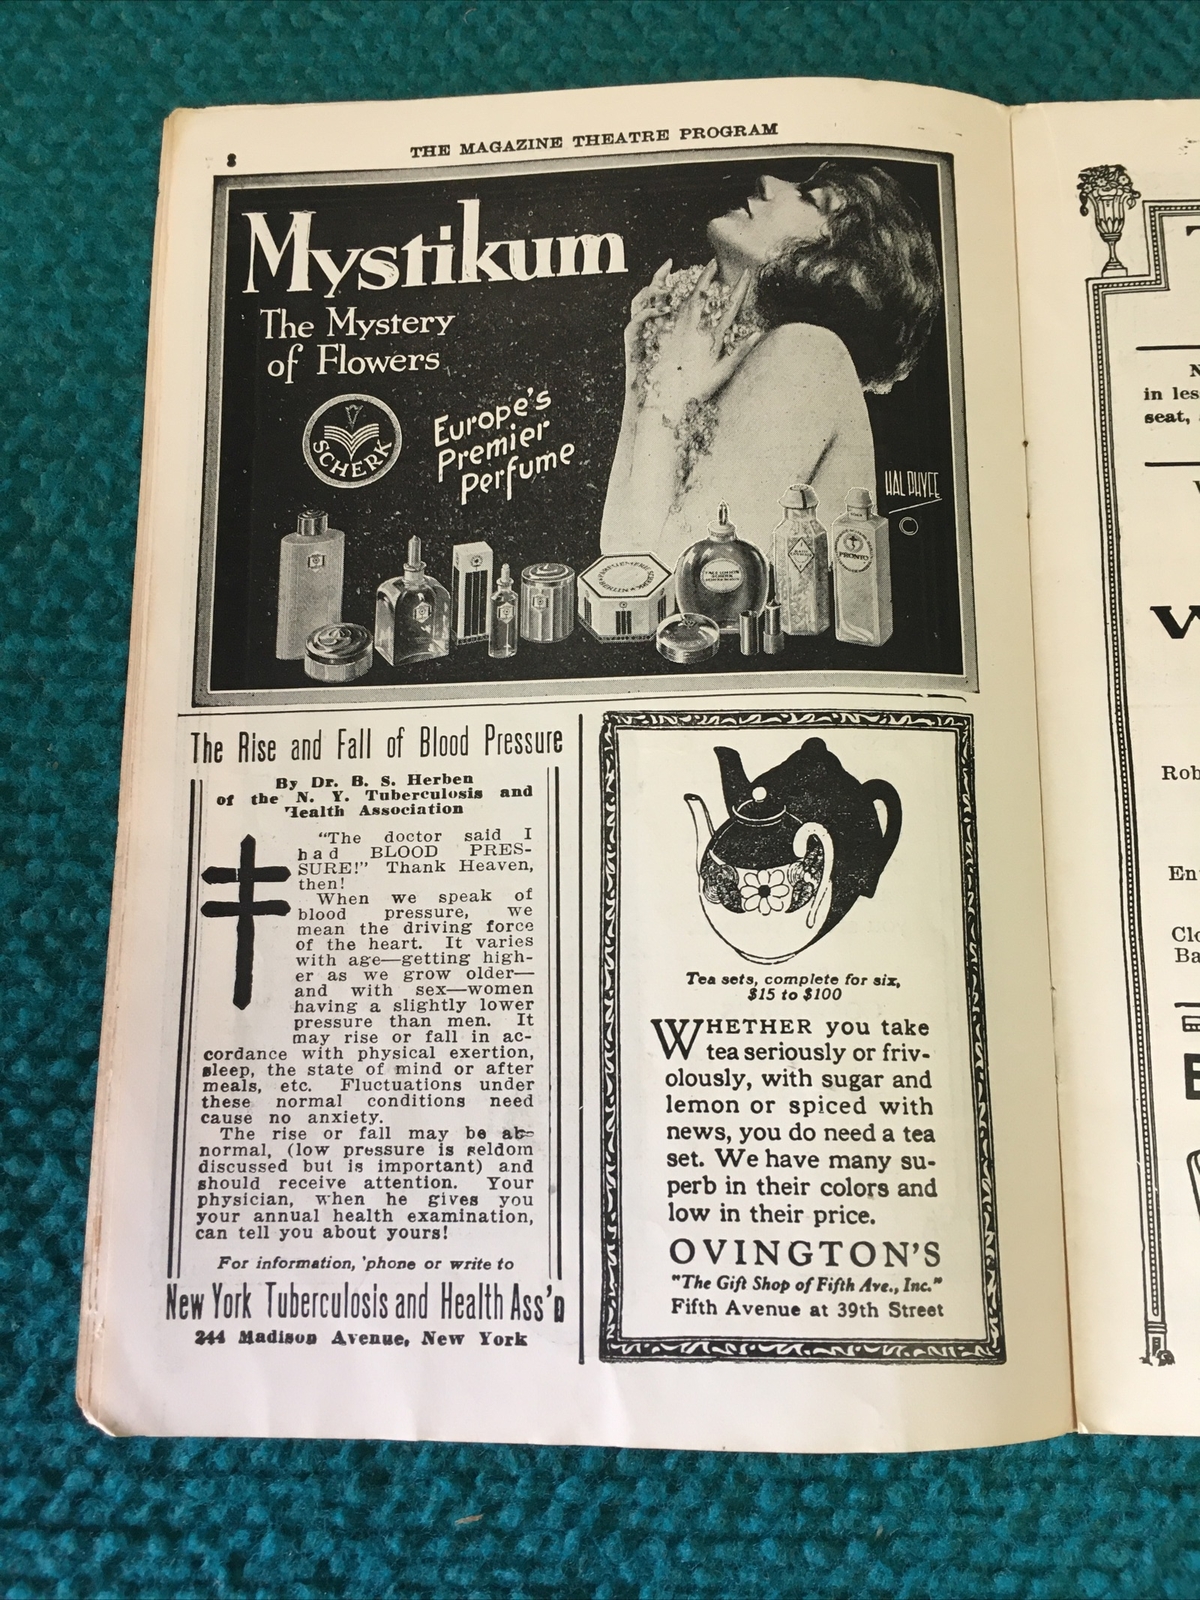 8
THE MAGAZINE THEATRE PROGRAM
Mystikum
The Mystery
of Flowers
SCHERK
Europe's
Premier
Perfume
HAL PHYFE
©
PRONTO
The Rise and Fall of Blood Pressure
By Dr. B. S. Herben
of the N. Y. Tuberculosis and
Health Association
"The doctor said I
had BLOOD PRES-
SURE!" Thank Heaven,
then!
When we speak of
blood pressure, we
mean the driving force
of the heart. It varies
with age—getting high-
er as we grow older—
and with sex—women
having a slightly lower
pressure than men. It
may rise or fall in ac-
cordance with physical exertion,
sleep, the state of mind or after
meals, etc. Fluctuations under
these normal conditions need
cause no anxiety.
The rise or fall may be ab-
normal, (low pressure is seldom
discussed but is important) and
should receive attention. Your
physician, when he gives you
your annual health examination,
can tell you about yours!
For information, 'phone or write to
New York Tuberculosis and Health Ass'n
244 Madison Avenue, New York
Tea sets, complete for six,
$15 to $100
WHETHER you take
tea seriously or friv-
olously, with sugar and
lemon or spiced with
news, you do need a tea
set. We have many su-
perb in their colors and
low in their price.
OVINGTON'S
"The Gift Shop of Fifth Ave., Inc."
Fifth Avenue at 39th Street
in les
seat,
Rob
Clo
Ba